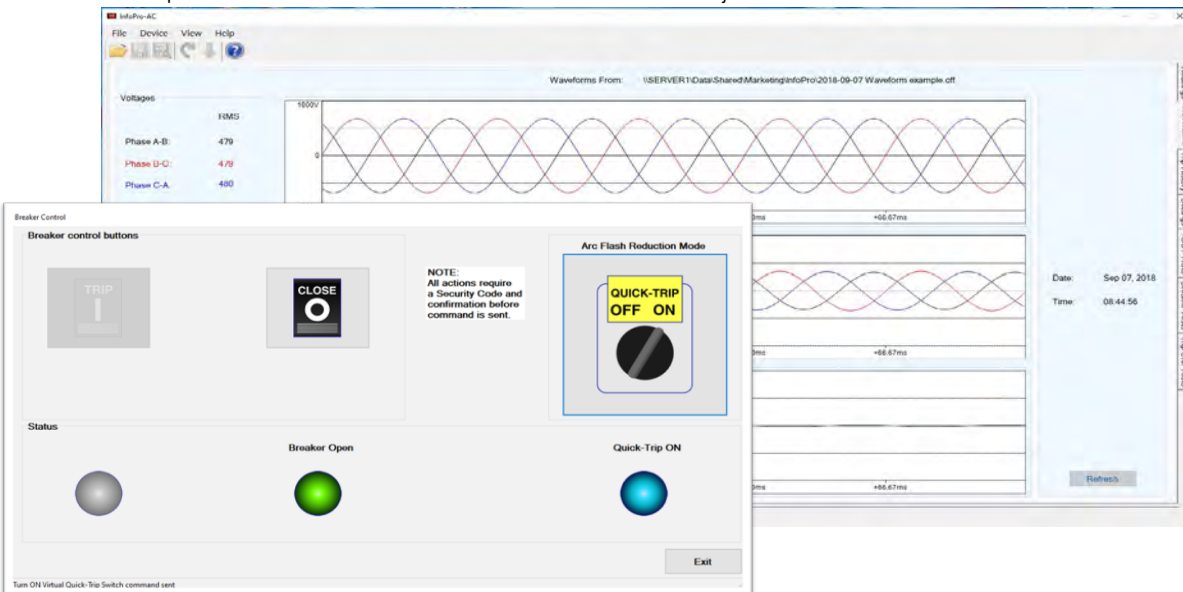 InfoPro-AC
File Device View Help
Waveforms From: \\SERVER1\Data\Shared\Marketing\InfoPro\2018-09-07 Waveform example.off
Voltages
RMS
1000V
Phase A-B: 479
Phase B-C: 479
Phase C-A: 480
0
+66.67ms
Breaker Control
Breaker control buttons
TRIP
CLOSE
NOTE:
All actions require
a Security Code and
confirmation before
command is sent.
Arc Flash Reduction Mode
QUICK-TRIP
OFF ON
Date: Sep 07, 2018
Time: 08:44:56
+66.67ms
Status
Breaker Open
Quick-Trip ON
+66.67ms
Refresh
Exit
Turn ON Virtual Quick-Trip Switch command sent